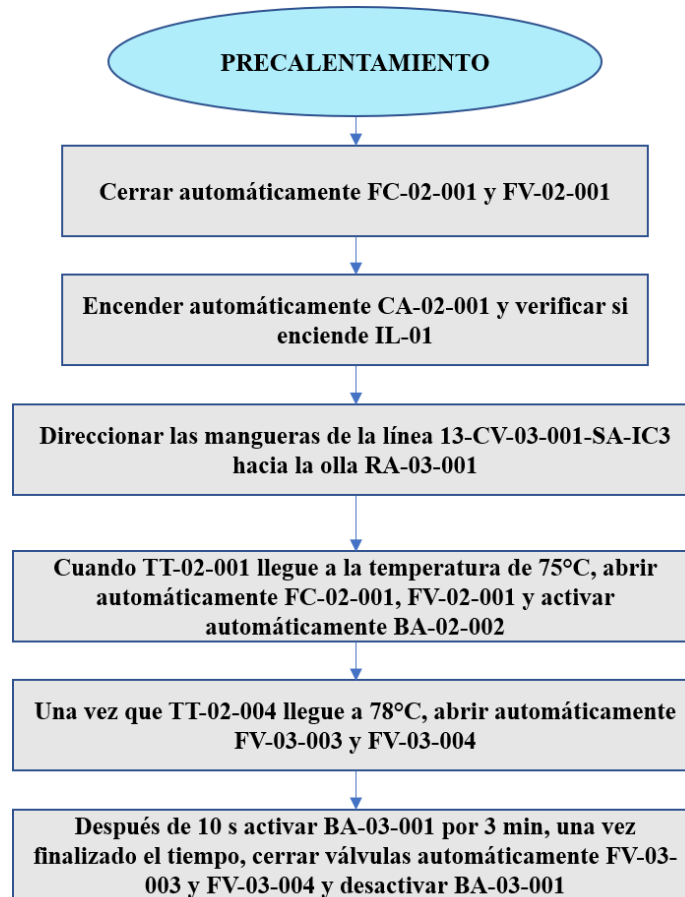 PRECALENTAMIENTO
Cerrar automáticamente FC-02-001 y FV-02-001
Encender automáticamente CA-02-001 y verificar si
enciende IL-01
Direccionar las mangueras de la línea 13-CV-03-001-SA-IC3
hacia la olla RA-03-001
Cuando TT-02-001 llegue a la temperatura de 75°C, abrir
automáticamente FC-02-001, FV-02-001 y activar
automáticamente BA-02-002
Una vez que TT-02-004 llegue a 78°C, abrir automáticamente
FV-03-003 y FV-03-004
Después de 10 s activar BA-03-001 por 3 min, una vez
finalizado el tiempo, cerrar válvulas automáticamente FV-03-
003 y FV-03-004 y desactivar BA-03-001